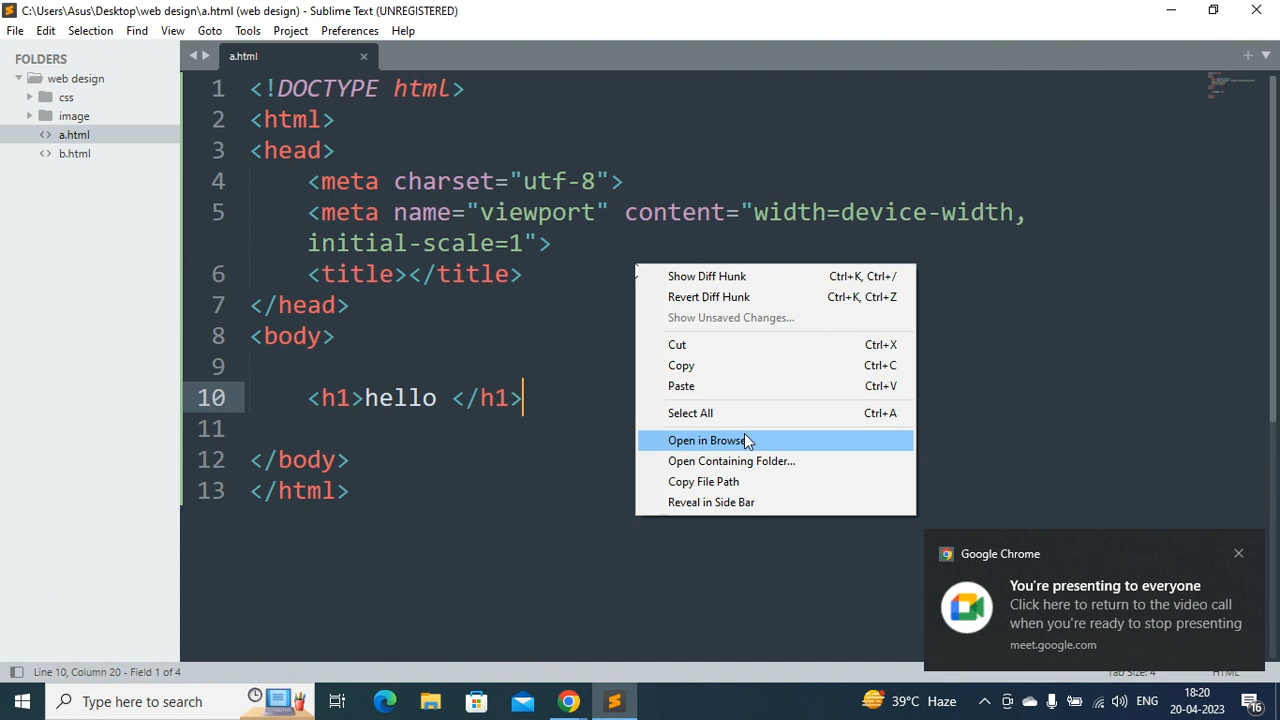 C:\Users\Asus\Desktop\web design\a.html (web design) - Sublime Text (UNREGISTERED)
File Edit Selection Find View Goto Tools Project Preferences Help
FOLDERS
web design
css
image
a.html
b.html
a.html
1 <!DOCTYPE html>
2 <html>
3 <head>
4 <meta charset="utf-8">
5 <meta name="viewport" content="width=device-width,
initial-scale=1">
6 <title></title>
7 </head>
8 <body>
9
10 <h1>hello </h1>
11
12 </body>
13 </html>
Show Diff Hunk Ctrl+K, Ctrl+/
Revert Diff Hunk Ctrl+K, Ctrl+Z
Show Unsaved Changes...
Cut Ctrl+X
Copy Ctrl+C
Paste Ctrl+V
Select All Ctrl+A
Open in Browse
Open Containing Folder...
Copy File Path
Reveal in Side Bar
Google Chrome
You're presenting to everyone
Click here to return to the video call
when you're ready to stop presenting
meet.google.com
Line 10, Column 20 - Field 1 of 4
Tab Size: 4 HTML
Type here to search
39°C Haze
ENG
18:20
20-04-2023
16